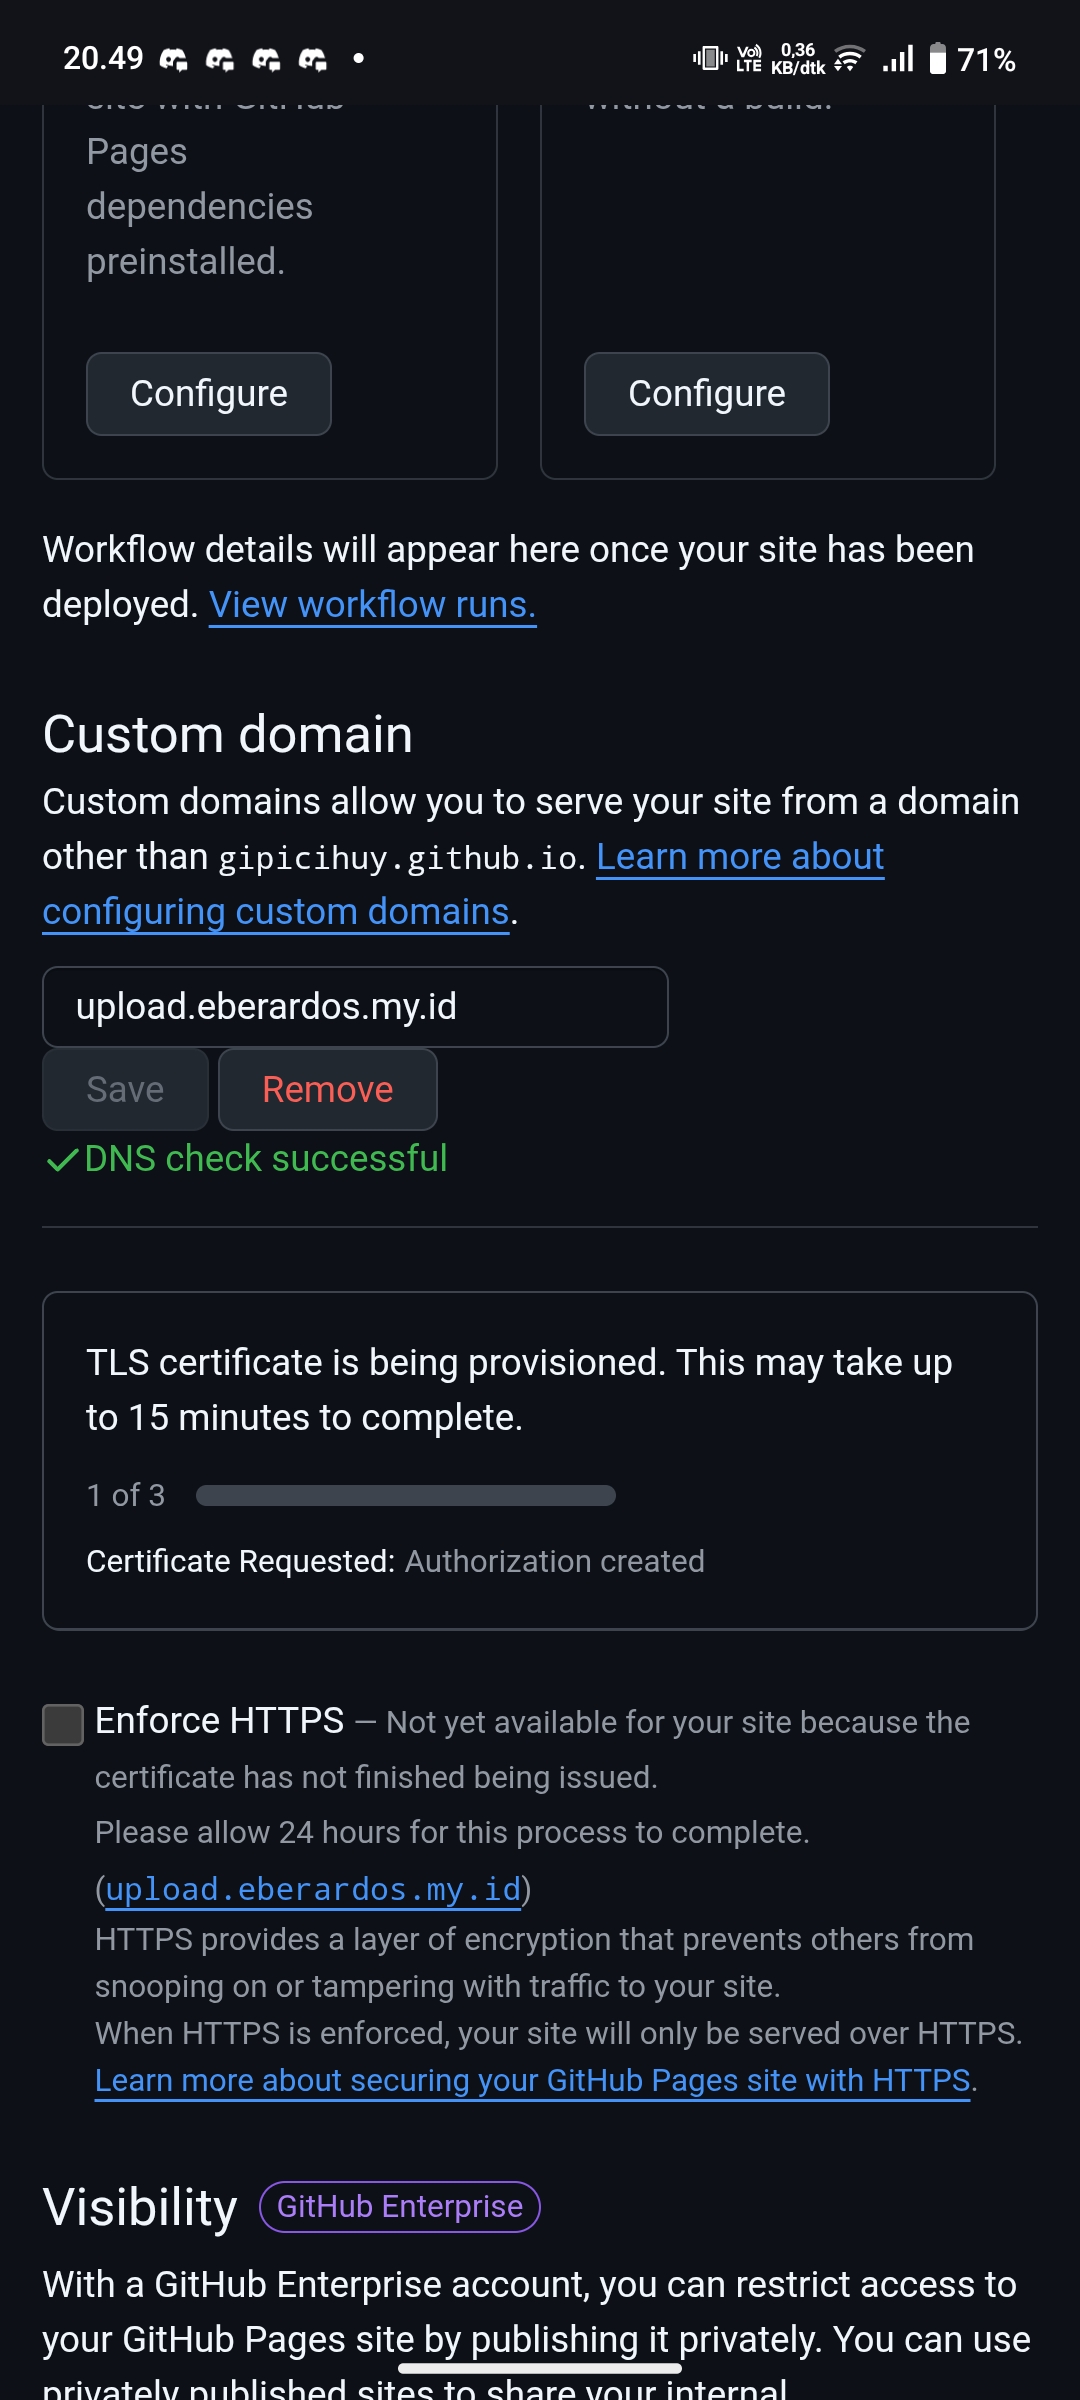 20.49
Vo) LTE
0,36 KB/dtk
71%
site with GitHub
Pages
dependencies
preinstalled.
without a build.
Configure
Configure
Workflow details will appear here once your site has been
deployed. View workflow runs.
Custom domain
Custom domains allow you to serve your site from a domain
other than gipicihuy.github.io. Learn more about
configuring custom domains.
upload.eberardos.my.id
Save
Remove
DNS check successful
TLS certificate is being provisioned. This may take up
to 15 minutes to complete.
1 of 3
Certificate Requested: Authorization created
Enforce HTTPS — Not yet available for your site because the
certificate has not finished being issued.
Please allow 24 hours for this process to complete.
(upload.eberardos.my.id)
HTTPS provides a layer of encryption that prevents others from
snooping on or tampering with traffic to your site.
When HTTPS is enforced, your site will only be served over HTTPS.
Learn more about securing your GitHub Pages site with HTTPS.
Visibility
GitHub Enterprise
With a GitHub Enterprise account, you can restrict access to
your GitHub Pages site by publishing it privately. You can use
privately published sites to share your internal